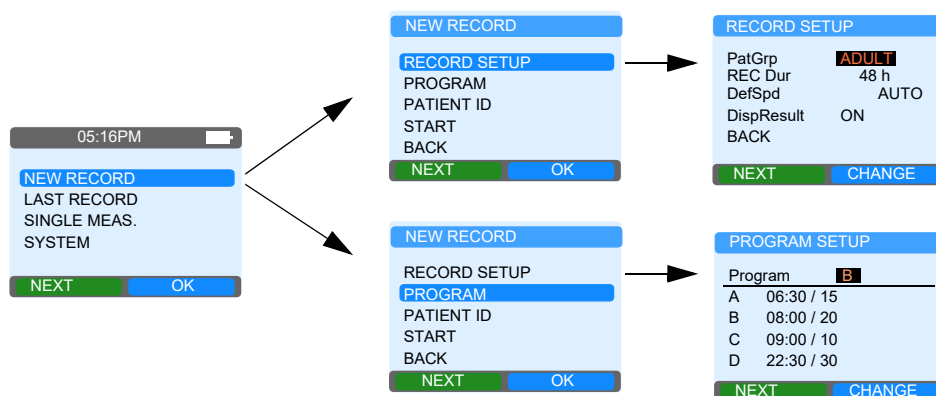 05:16PM
NEW RECORD
LAST RECORD
SINGLE MEAS.
SYSTEM
NEXT OK
NEW RECORD
RECORD SETUP
PROGRAM
PATIENT ID
START
BACK
NEXT OK
RECORD SETUP
PatGrp ADULT
REC Dur 48 h
DefSpd AUTO
DispResult ON
BACK
NEXT CHANGE
NEW RECORD
RECORD SETUP
PROGRAM
PATIENT ID
START
BACK
NEXT OK
PROGRAM SETUP
Program B
A 06:30 / 15
B 08:00 / 20
C 09:00 / 10
D 22:30 / 30
NEXT CHANGE